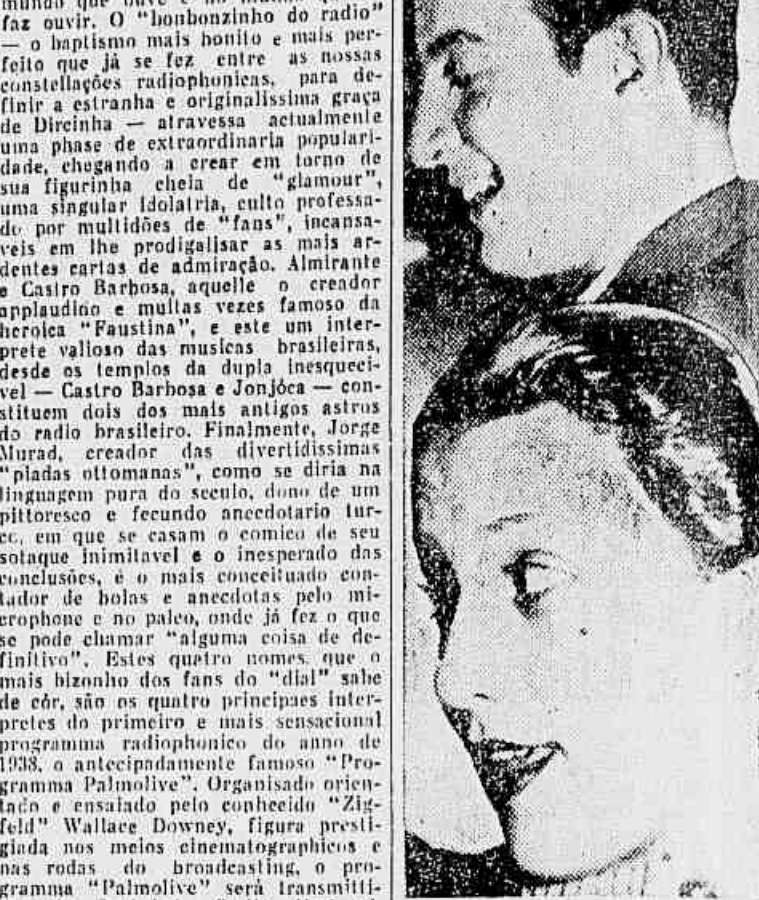 faz ouvir. O "bonbonzinho do radio"
— o baptismo mais bonito e mais per-
feito que já se fez entre as nossas
constellações radiophonicas, para de-
finir a estranha e originalissima graça
de Dircinha — atravessa actualmente
uma phase de extraordinaria populari-
dade, chegando a crear em torno de
sua figurinha cheia de "glamour",
uma singular idolatria, culto professa-
do por multidões de "fans", incansa-
veis em lhe prodigalisar as mais ar-
dentes cartas de admiração. Almirante
e Castro Barbosa, aquelle o creador
applaudido e muitas vezes famoso da
heroica "Faustina", e este um inter-
prete valioso das musicas brasileiras,
desde os templos da dupla inesqueci-
vel — Castro Barbosa e Jonjóca — con-
stituem dois dos mais antigos astros
do radio brasileiro. Finalmente, Jorge
Murad, creador das divertidissimas
"piadas ottomanas", como se diria na
linguagem pura do seculo, dono de um
pittoresco e fecundo anecdotario tur-
co, em que se casam o comico de seu
sotaque inimitavel e o inesperado das
conclusões, é o mais conceituado con-
tador de bolas e anecdotas pelo mi-
crophone e no palco, onde já fez o que
se pode chamar "alguma coisa de de-
finitivo". Estes quatro nomes, que o
mais bizonho dos fans do "dial" sabe
de cór, são os quatro principaes inter-
pretes do primeiro e mais sensacional
programma radiophonico do anno de
1938, o antecipadamente famoso "Pro-
gramma Palmolive". Organisado orien-
tado e ensaiado pelo conhecido "Zig-
feld" Wallace Downey, figura presti-
giada nos meios cinematographicos e
nas rodas do broadcasting, o pro-
gramma "Palmolive" será transmitti-